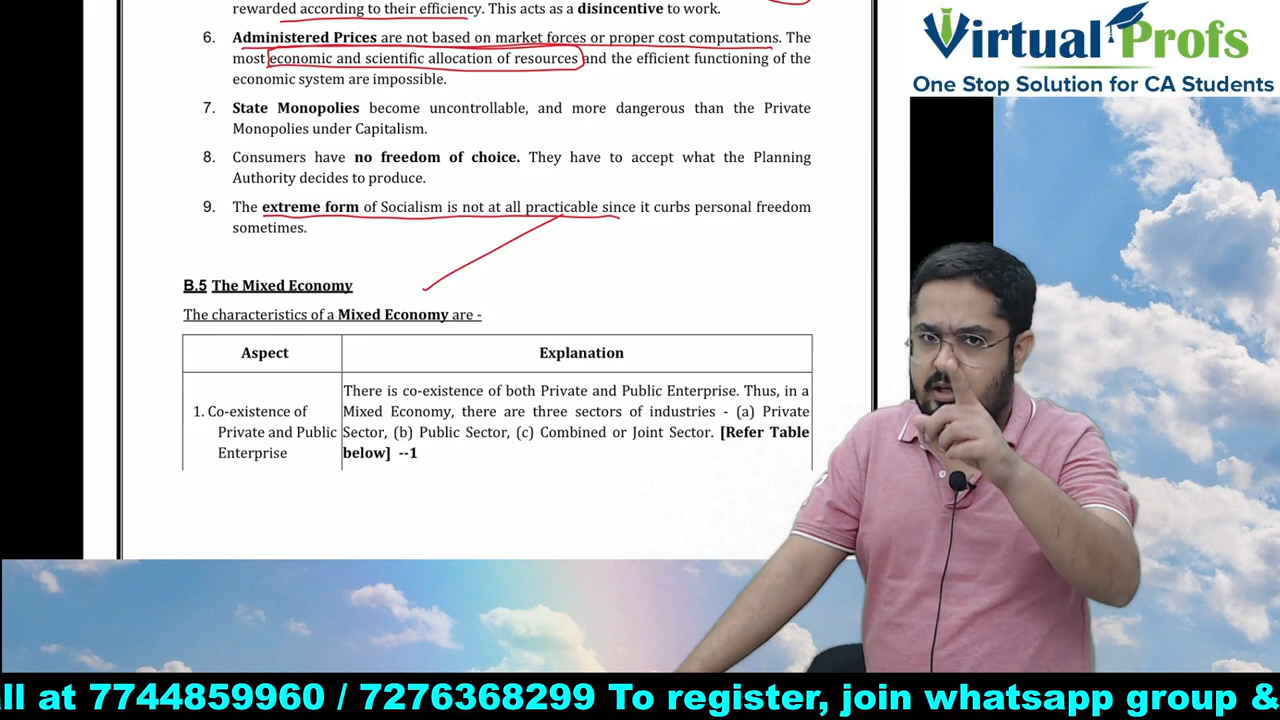 rewarded according to their efficiency. This acts as a disincentive to work.
6. Administered Prices are not based on market forces or proper cost computations. The
most economic and scientific allocation of resources and the efficient functioning of the
economic system are impossible.
7. State Monopolies become uncontrollable, and more dangerous than the Private
Monopolies under Capitalism.
8. Consumers have no freedom of choice. They have to accept what the Planning
Authority decides to produce.
9. The extreme form of Socialism is not at all practicable since it curbs personal freedom
sometimes.
B.5 The Mixed Economy
The characteristics of a Mixed Economy are -
Aspect Explanation
1. Co-existence of
Private and Public
Enterprise
There is co-existence of both Private and Public Enterprise. Thus, in a
Mixed Economy, there are three sectors of industries - (a) Private
Sector, (b) Public Sector, (c) Combined or Joint Sector. [Refer Table
below] --1
Virtual Profs
One Stop Solution for CA Students
ll at 7744859960 / 7276368299 To register, join whatsapp group &